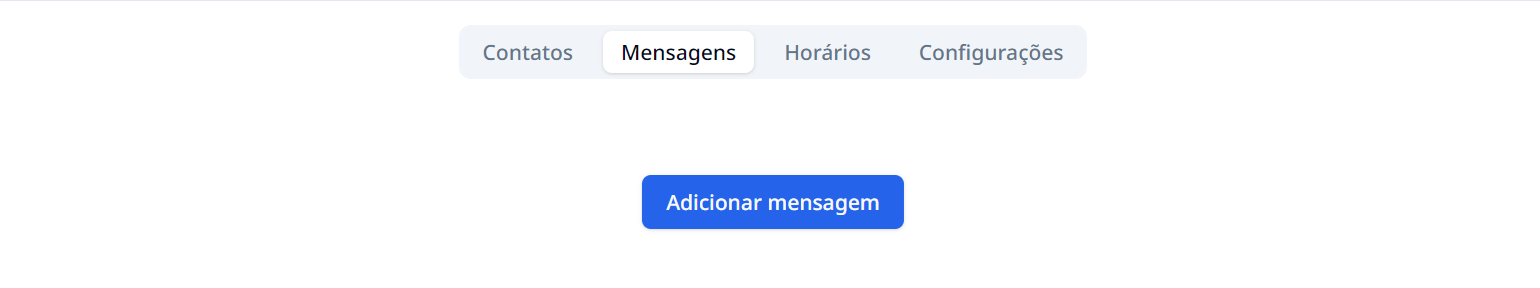 Contatos Mensagens Horários Configurações
Adicionar mensagem